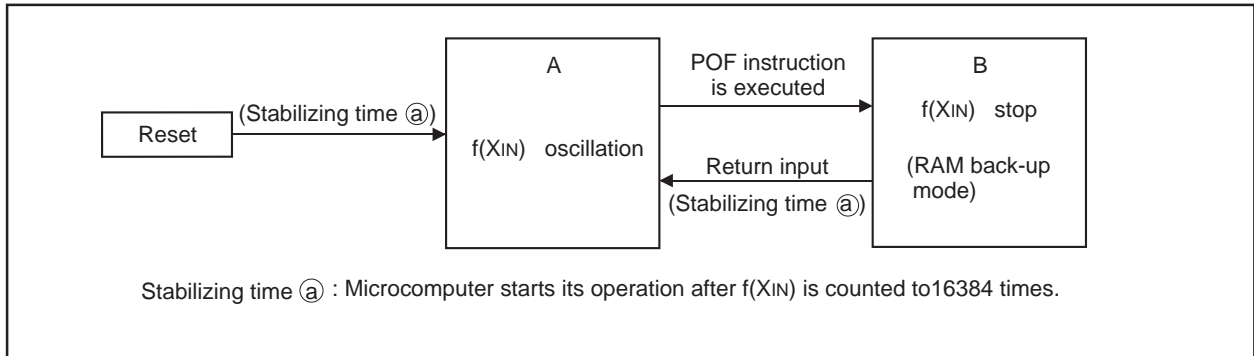 Reset
(Stabilizing time ⓐ)
A
f(XIN) oscillation
POF instruction
is executed
Return input
(Stabilizing time ⓐ)
B
f(XIN) stop
(RAM back-up
mode)
Stabilizing time ⓐ : Microcomputer starts its operation after f(XIN) is counted to16384 times.